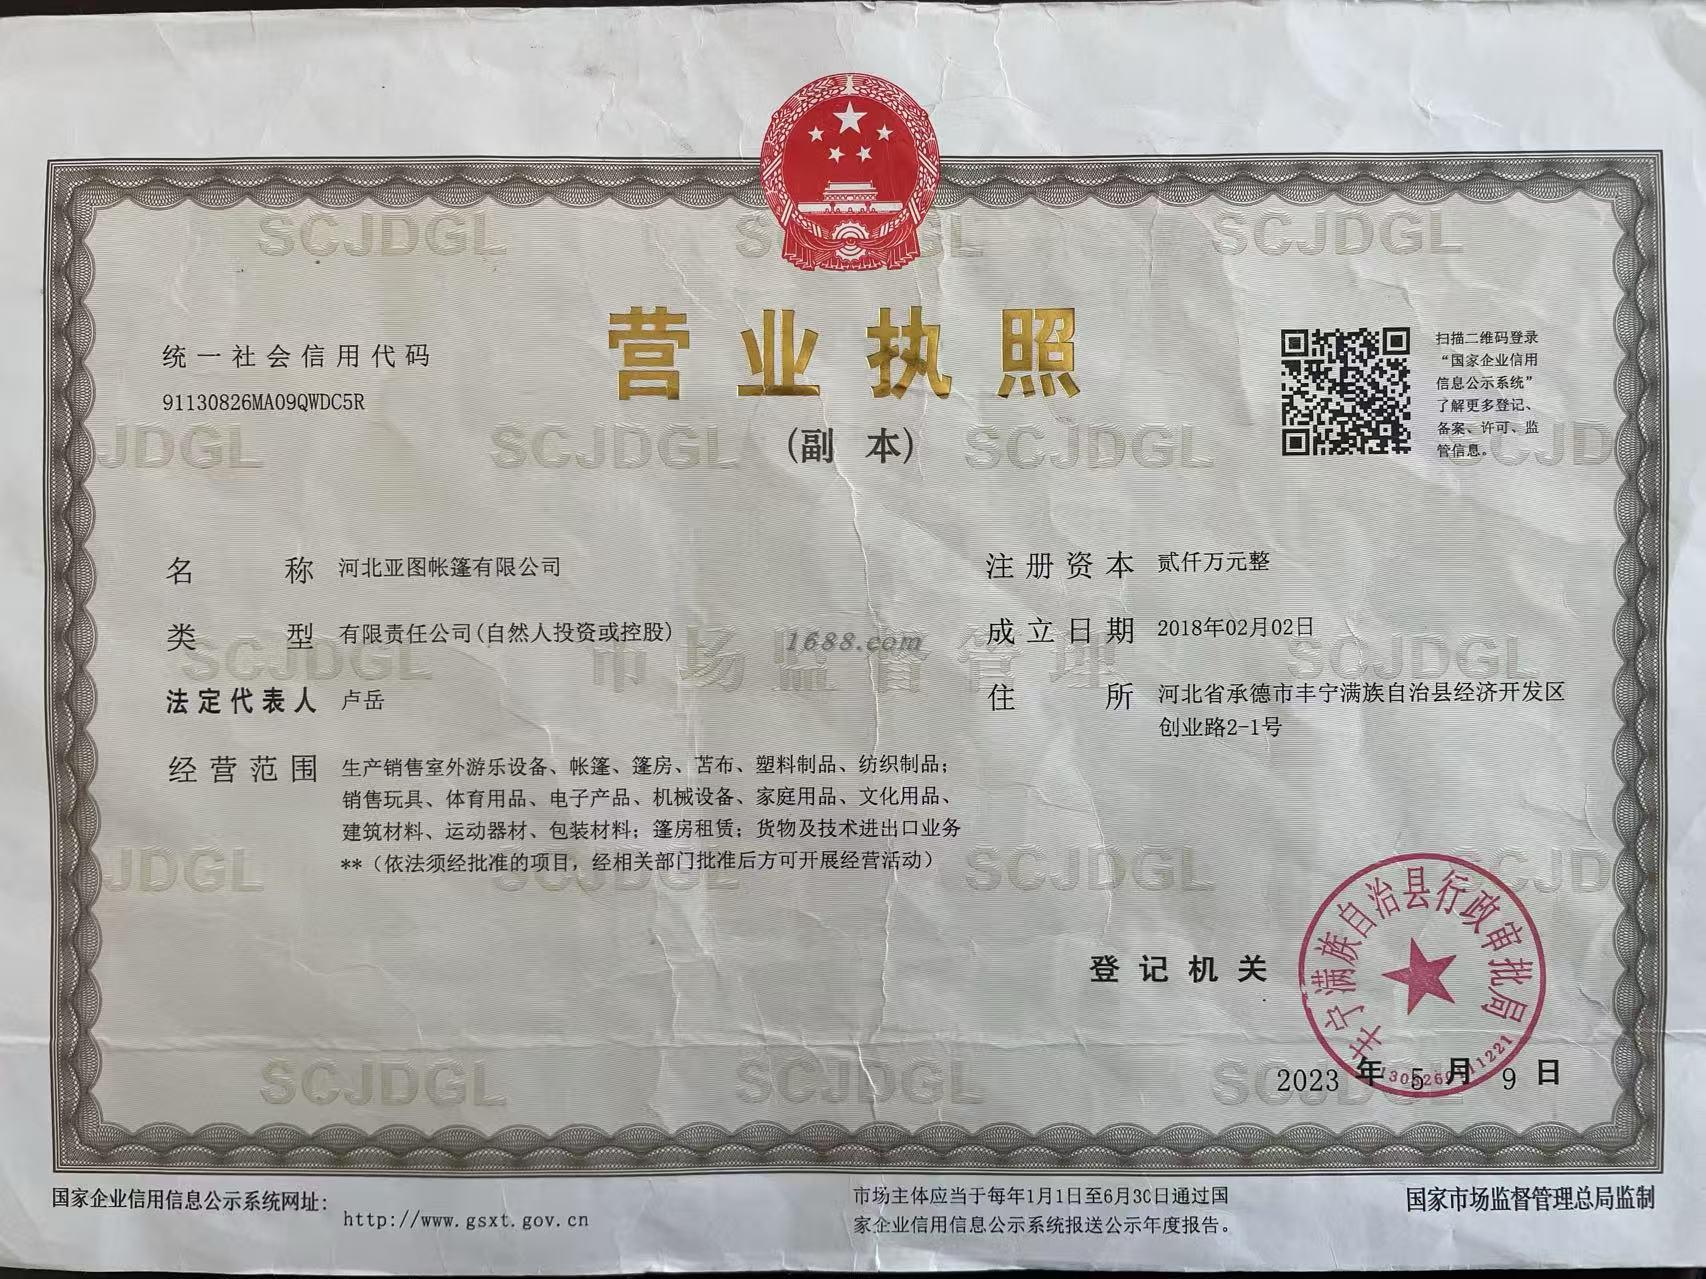 营业执照
(副 本)
统一社会信用代码
91130826MA09QWDC5R
扫描二维码登录
“国家企业信用
信息公示系统”
了解更多登记、
备案、许可、监
管信息。
名 称 河北亚图帐篷有限公司
类 型 有限责任公司(自然人投资或控股)
法定代表人 卢岳
经营范围 生产销售室外游乐设备、帐篷、篷房、苫布、塑料制品、纺织制品；
销售玩具、体育用品、电子产品、机械设备、家庭用品、文化用品、
建筑材料、运动器材、包装材料；篷房租赁；货物及技术进出口业务
**（依法须经批准的项目，经相关部门批准后方可开展经营活动）
注册资本 贰仟万元整
成立日期 2018年02月02日
住 所 河北省承德市丰宁满族自治县经济开发区
创业路2-1号
1688.com
市场监督管理
SCJDGL
登记机关
丰宁满族自治县行政审批局
2023 年 5 月 9 日
国家企业信用信息公示系统网址：
http://www.gsxt.gov.cn
市场主体应当于每年1月1日至6月30日通过国
家企业信用信息公示系统报送公示年度报告。
国家市场监督管理总局监制